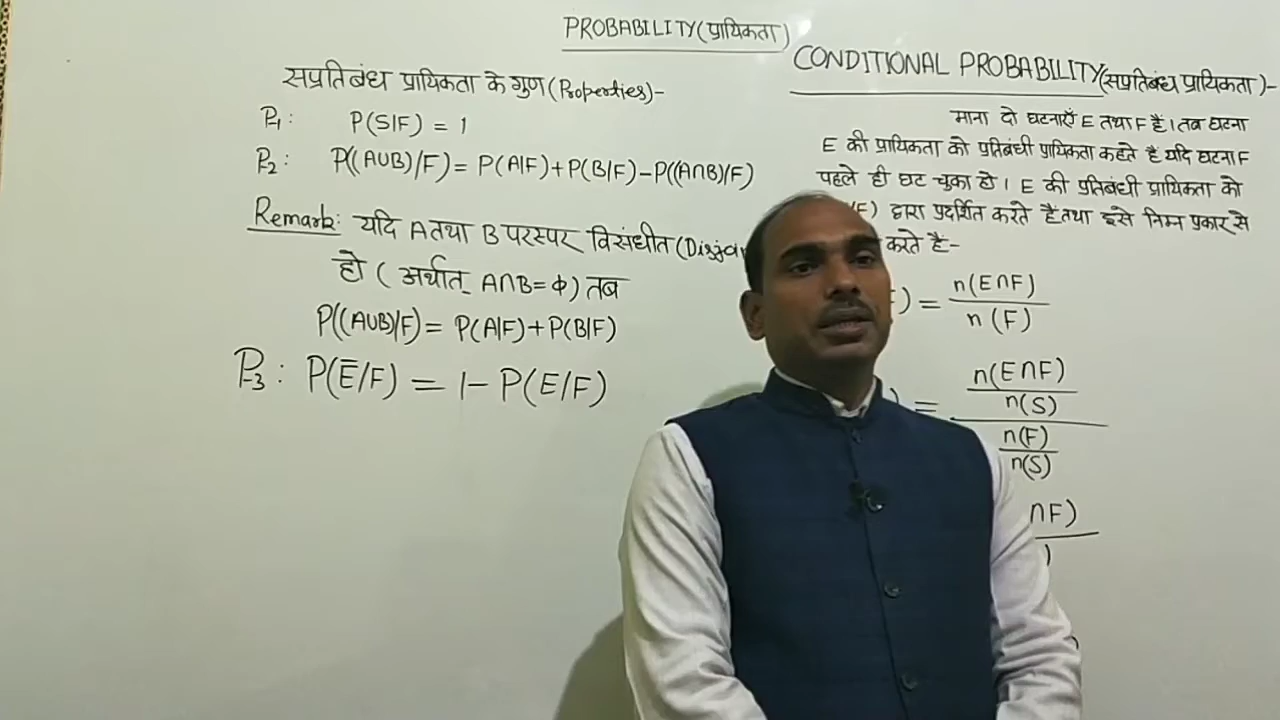 PROBABILITY(प्रायिकता)
सप्रतिबंध प्रायिकता के गुण(Properties)-
P₁: P(S/F) = 1
P₂: P((A∪B)/F) = P(A/F)+P(B/F)-P((A∩B)/F)
Remark: यदि A तथा B परस्पर विसंधीत
हो ( अर्थात् A∩B=ϕ) तब
P((A∪B)/F) = P(A/F)+P(B/F)
P₃: P(E̅/F) = 1- P(E/F)
CONDITIONAL PROBABILITY(सप्रतिबंध प्रायिकता)-
माना दो घटनाएँ E तथा F है। तब घटना
E की प्रायिकता को प्रतिबंधी प्रायिकता कहते है यदि घटना F
पहले ही घट चुका हो। E की प्रतिबंधी प्रायिकता को
F) द्वारा प्रदर्शित करते है तथा इसे निम्न प्रकार से
करते है-
) = n(E∩F)
n(F)
) = n(E∩F)
n(S)
n(F)
n(S)
∩F)
)